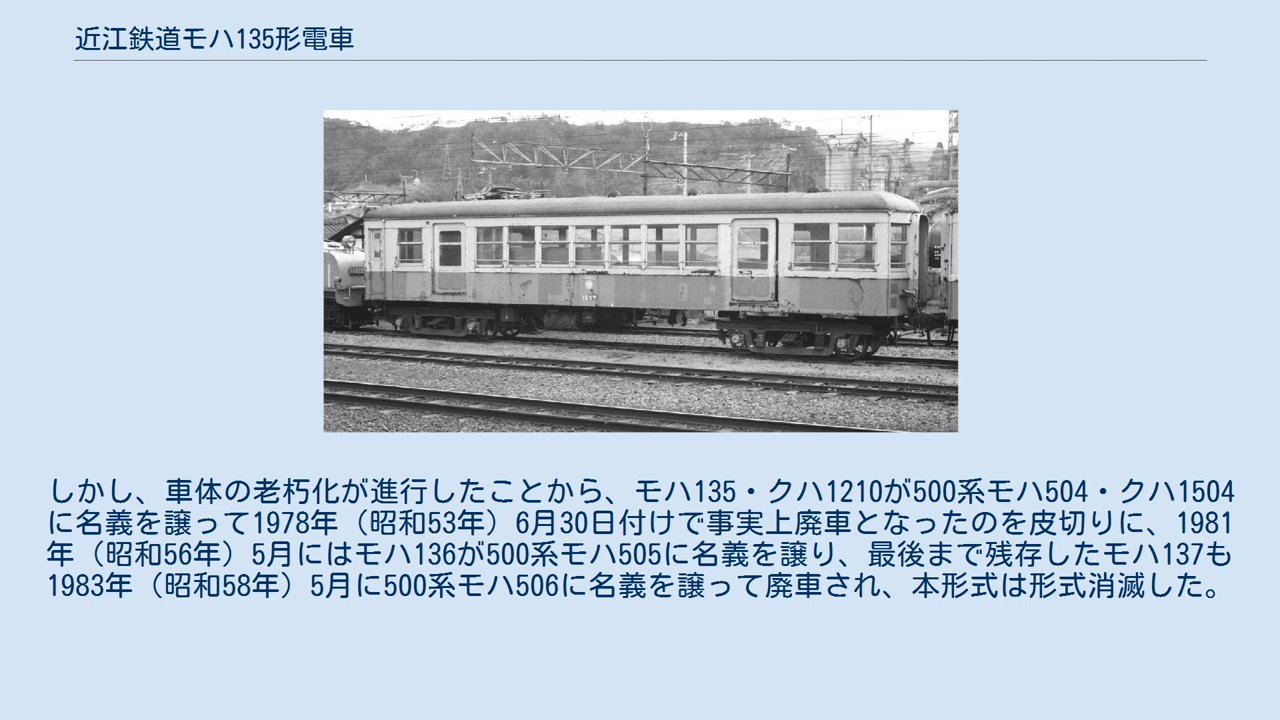 近江鉄道モハ135形電車
1207
しかし、車体の老朽化が進行したことから、モハ135・クハ1210が500系モハ504・クハ1504
に名義を譲って1978年（昭和53年）6月30日付けで事実上廃車となったのを皮切りに、1981
年（昭和56年）5月にはモハ136が500系モハ505に名義を譲り、最後まで残存したモハ137も
1983年（昭和58年）5月に500系モハ506に名義を譲って廃車され、本形式は形式消滅した。